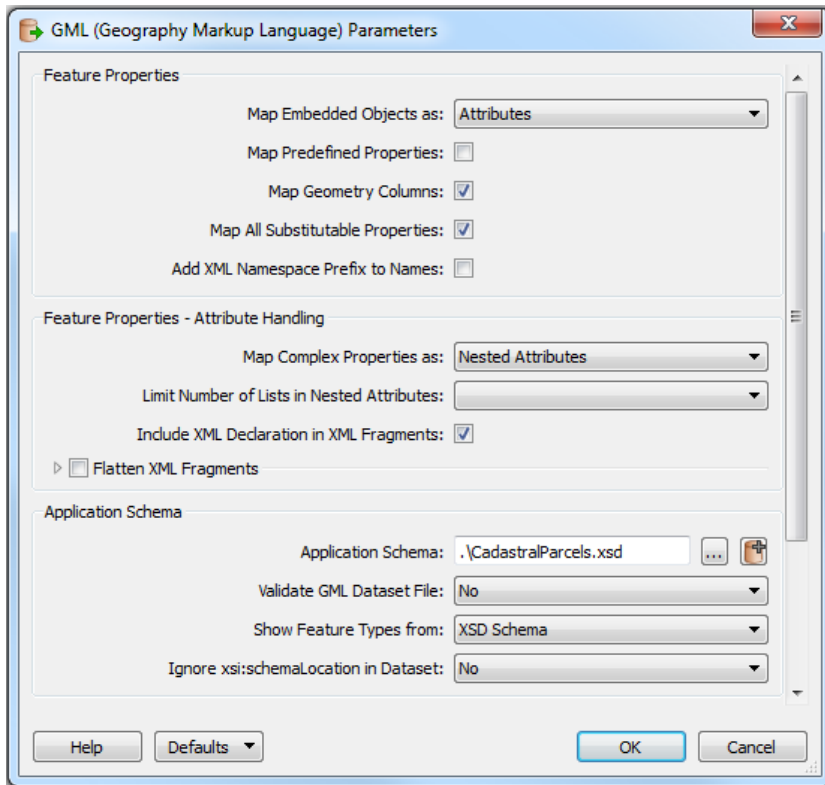 GML (Geography Markup Language) Parameters
Feature Properties
Map Embedded Objects as: Attributes
Map Predefined Properties:
Map Geometry Columns:
Map All Substitutable Properties:
Add XML Namespace Prefix to Names:
Feature Properties - Attribute Handling
Map Complex Properties as: Nested Attributes
Limit Number of Lists in Nested Attributes:
Include XML Declaration in XML Fragments:
Flatten XML Fragments
Application Schema
Application Schema: .\CadastralParcels.xsd ...
Validate GML Dataset File: No
Show Feature Types from: XSD Schema
Ignore xsi:schemaLocation in Dataset: No
Help Defaults OK Cancel